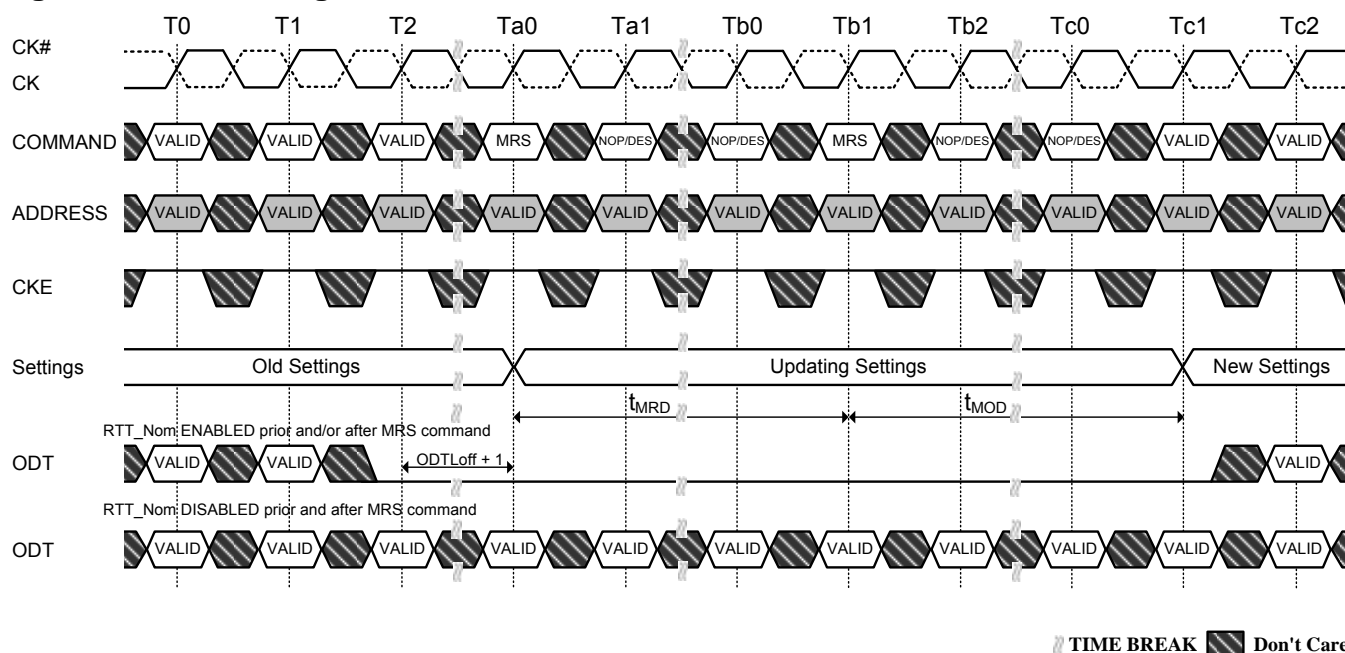 T0 T1 T2 Ta0 Ta1 Tb0 Tb1 Tb2 Tc0 Tc1 Tc2
CK#
CK
COMMAND VALID VALID VALID MRS NOP/DES NOP/DES MRS NOP/DES NOP/DES VALID VALID
ADDRESS VALID VALID VALID VALID VALID VALID VALID VALID VALID VALID VALID
CKE
Settings Old Settings Updating Settings New Settings
tMRD tMOD
RTT_Nom ENABLED prior and/or after MRS command
ODT VALID VALID ODTLoff + 1 VALID
RTT_Nom DISABLED prior and after MRS command
ODT VALID VALID VALID VALID VALID VALID VALID VALID VALID VALID VALID
TIME BREAK Don't Care